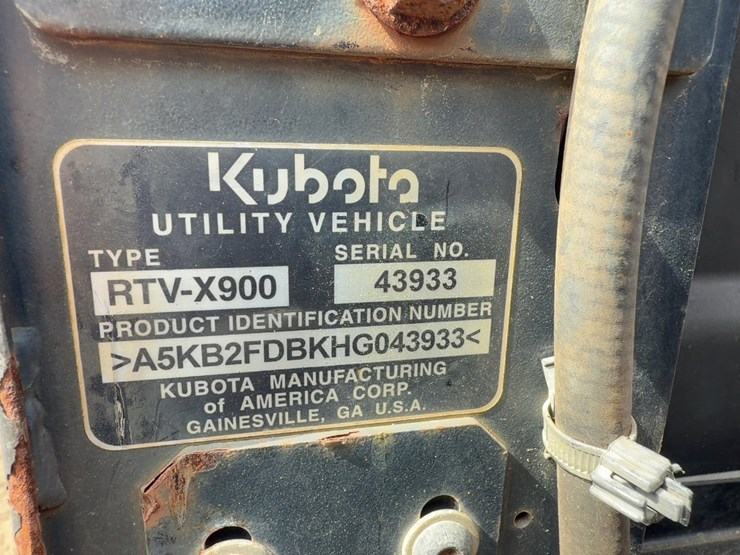 Kubota
UTILITY VEHICLE
TYPE SERIAL NO.
RTV-X900 43933
PRODUCT IDENTIFICATION NUMBER
>A5KB2FDBKHG043933<
KUBOTA MANUFACTURING
of AMERICA CORP.
GAINESVILLE, GA U.S.A.